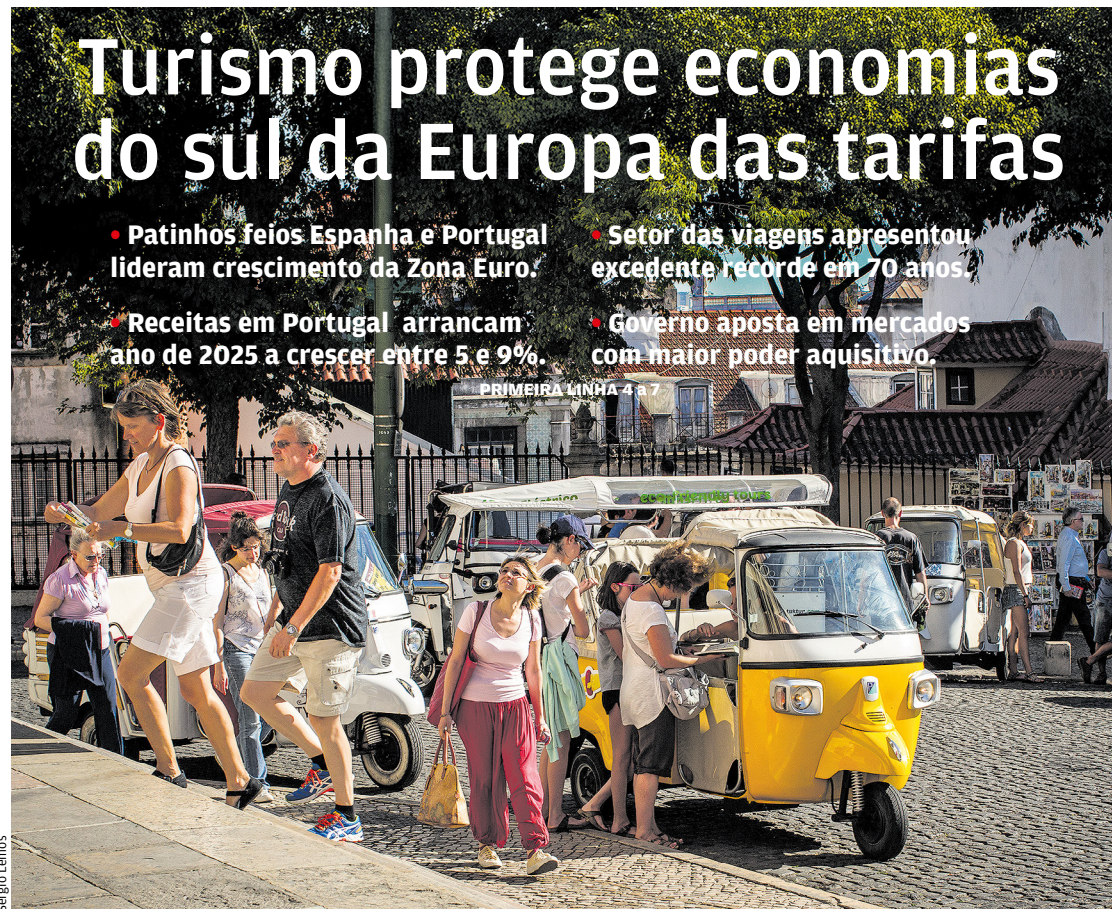 Turismo protege economias
do sul da Europa das tarifas
• Patinhos feios Espanha e Portugal
lideram crescimento da Zona Euro.
• Receitas em Portugal arrancam
ano de 2025 a crescer entre 5 e 9%.
• Setor das viagens apresentou
excedente recorde em 70 anos.
• Governo aposta em mercados
com maior poder aquisitivo.
PRIMEIRA LINHA 4 a 7
Sérgio Lemos